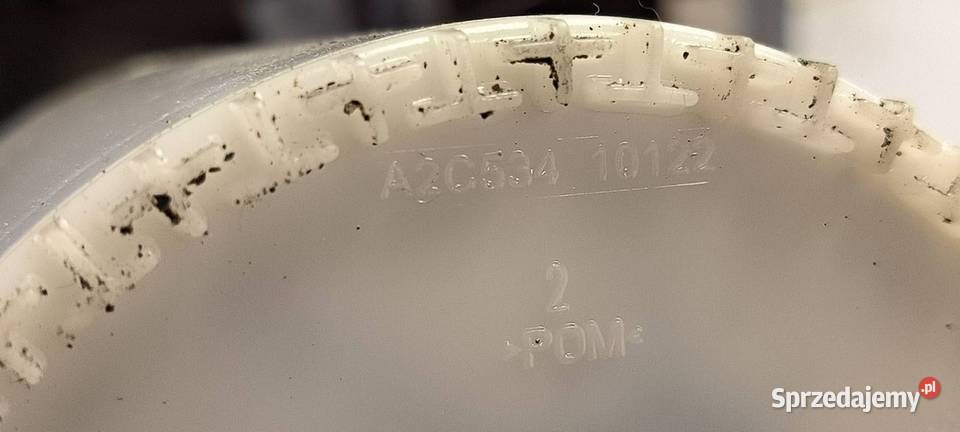 A2C534 10122
2
>POM<
Sprzedajemy.pl